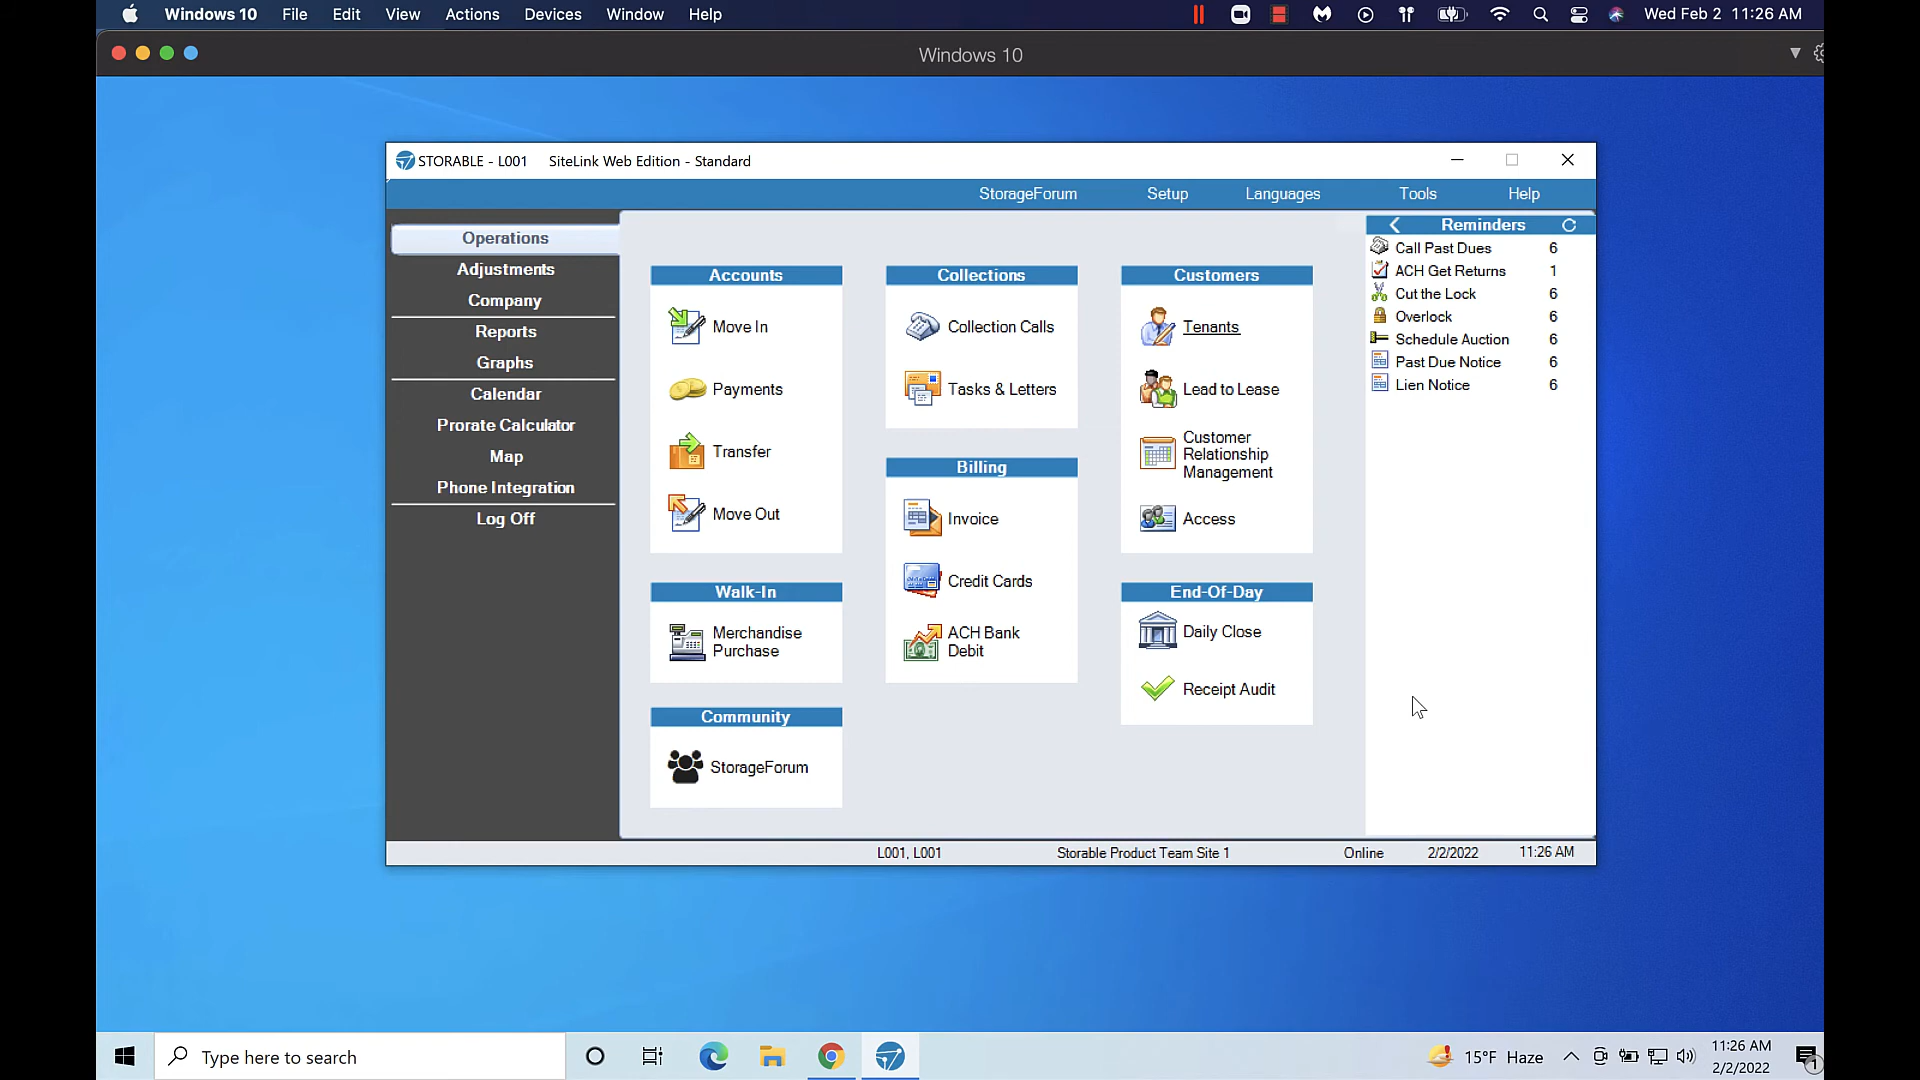 Windows 10 File Edit View Actions Devices Window Help Wed Feb 2 11:26 AM
Windows 10
STORABLE - L001 SiteLink Web Edition - Standard
StorageForum Setup Languages Tools Help
Operations
Adjustments
Company
Reports
Graphs
Calendar
Prorate Calculator
Map
Phone Integration
Log Off
Accounts
Move In
Payments
Transfer
Move Out
Walk-In
Merchandise
Purchase
Community
StorageForum
Collections
Collection Calls
Tasks & Letters
Billing
Invoice
Credit Cards
ACH Bank
Debit
Customers
Tenants
Lead to Lease
Customer
Relationship
Management
Access
End-Of-Day
Daily Close
Receipt Audit
Reminders
Call Past Dues 6
ACH Get Returns 1
Cut the Lock 6
Overlock 6
Schedule Auction 6
Past Due Notice 6
Lien Notice 6
L001, L001 Storable Product Team Site 1 Online 2/2/2022 11:26 AM
Type here to search
15°F Haze
11:26 AM
2/2/2022
1